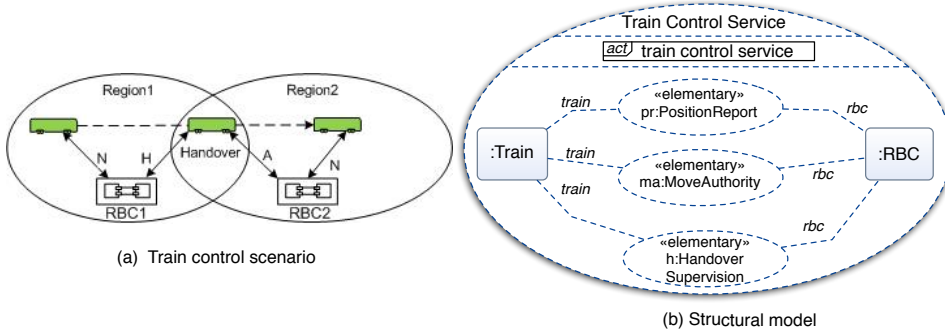 Region1
Region2
N
H
Handover
A
N
RBC1
RBC2
(a) Train control scenario
Train Control Service
act train control service
«elementary»
pr:PositionReport
train
rbc
:Train
:RBC
train
«elementary»
ma:MoveAuthority
rbc
train
«elementary»
h:Handover
Supervision
rbc
(b) Structural model